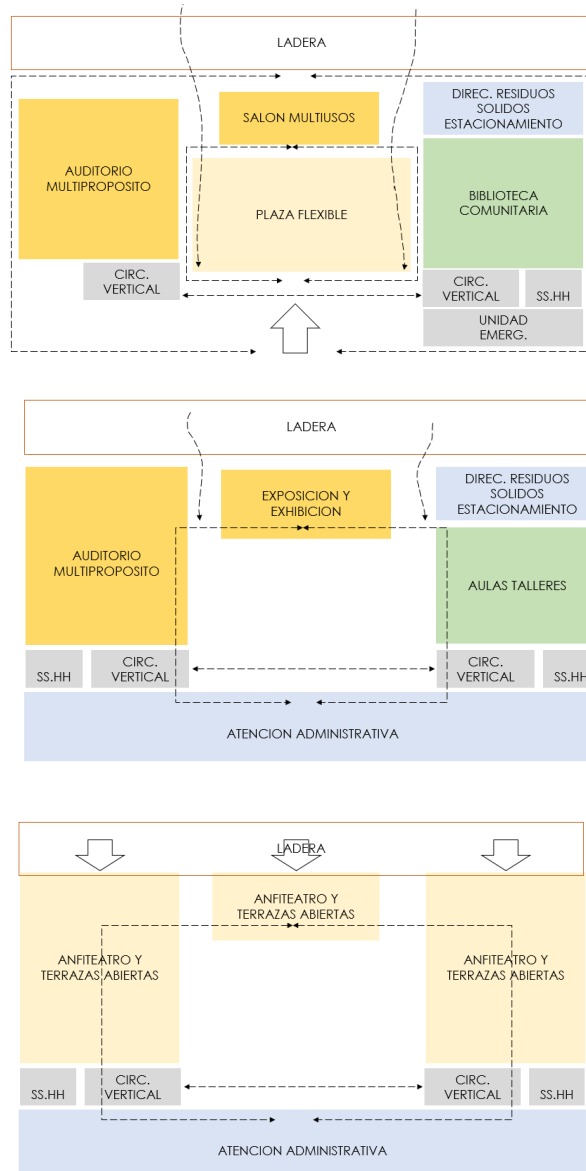 LADERA
DIREC. RESIDUOS
SOLIDOS
ESTACIONAMIENTO
SALON MULTIUSOS
AUDITORIO
MULTIPROPOSITO
BIBLIOTECA
COMUNITARIA
PLAZA FLEXIBLE
CIRC.
VERTICAL
CIRC.
VERTICAL
SS.HH
UNIDAD
EMERG.
LADERA
DIREC. RESIDUOS
SOLIDOS
ESTACIONAMIENTO
EXPOSICION Y
EXHIBICION
AUDITORIO
MULTIPROPOSITO
AULAS TALLERES
SS.HH
CIRC.
VERTICAL
CIRC.
VERTICAL
SS.HH
ATENCION ADMINISTRATIVA
LADERA
ANFITEATRO Y
TERRAZAS ABIERTAS
ANFITEATRO Y
TERRAZAS ABIERTAS
ANFITEATRO Y
TERRAZAS ABIERTAS
SS.HH
CIRC.
VERTICAL
CIRC.
VERTICAL
SS.HH
ATENCION ADMINISTRATIVA